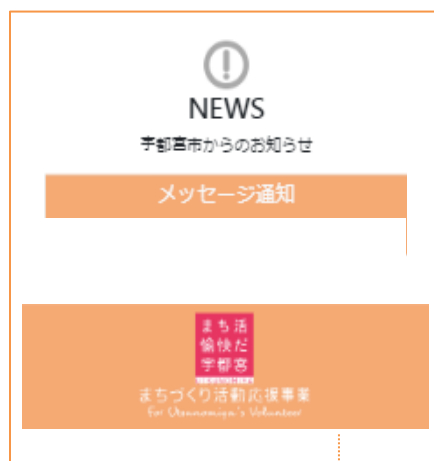 NEWS
宇都宮市からのお知らせ
メッセージ通知
まち活
愉快だ
宇都宮
まちづくり活動応援事業
For Utsunomiya's Volunteer